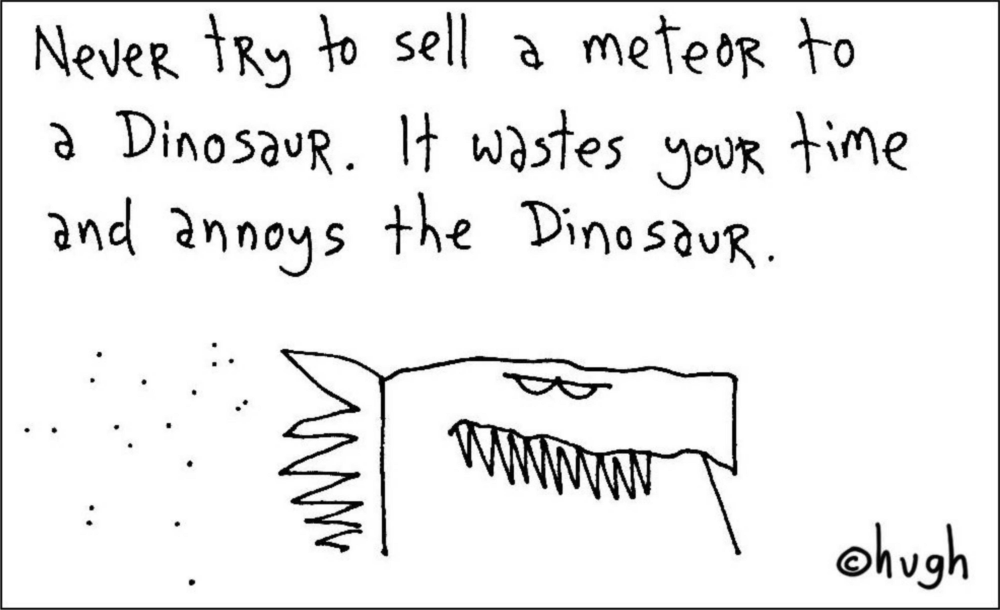 Never try to sell a meteor to
a Dinosaur. It wastes your time
and annoys the Dinosaur.
©hugh